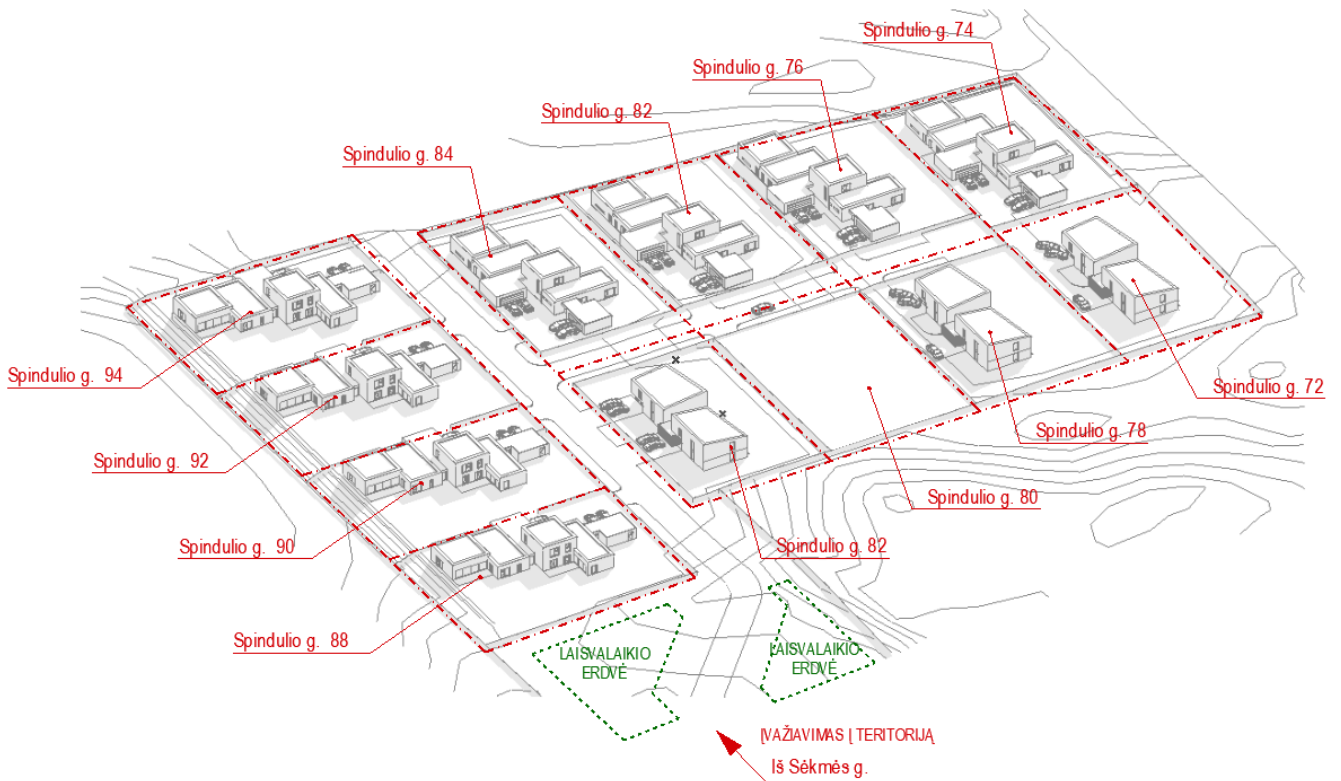 Spindulio g. 74
Spindulio g. 76
Spindulio g. 82
Spindulio g. 84
Spindulio g. 94
Spindulio g. 72
Spindulio g. 78
Spindulio g. 92
Spindulio g. 80
Spindulio g. 90
Spindulio g. 82
Spindulio g. 88
LAISVALAIKIO
ERDVĖ
LAISVALAIKIO
ERDVĖ
ĮVAŽIAVIMAS Į TERITORIJĄ
Iš Sėkmės g.